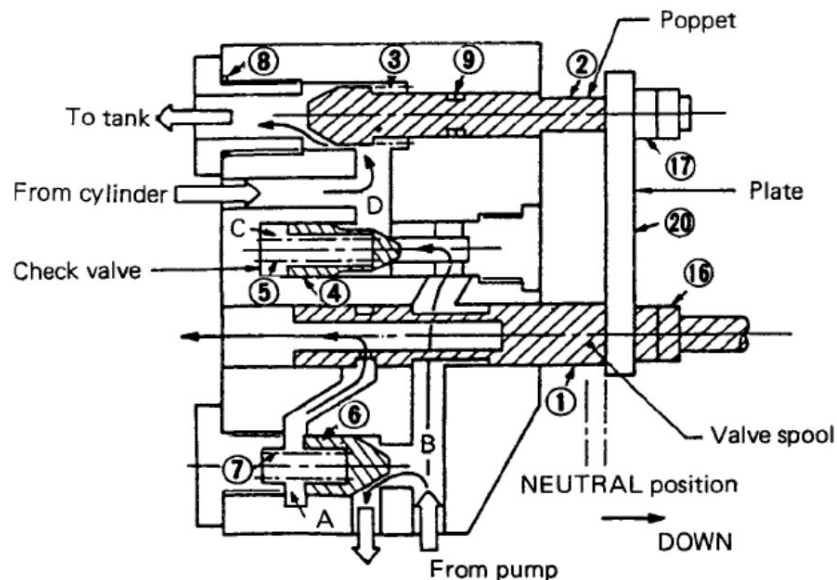 Poppet
⑧
③
⑨
②
To tank
⑰
From cylinder
Plate
D
C
⑳
Check valve
⑤
④
⑯
①
⑥
B
Valve spool
⑦
NEUTRAL position
A
DOWN
From pump